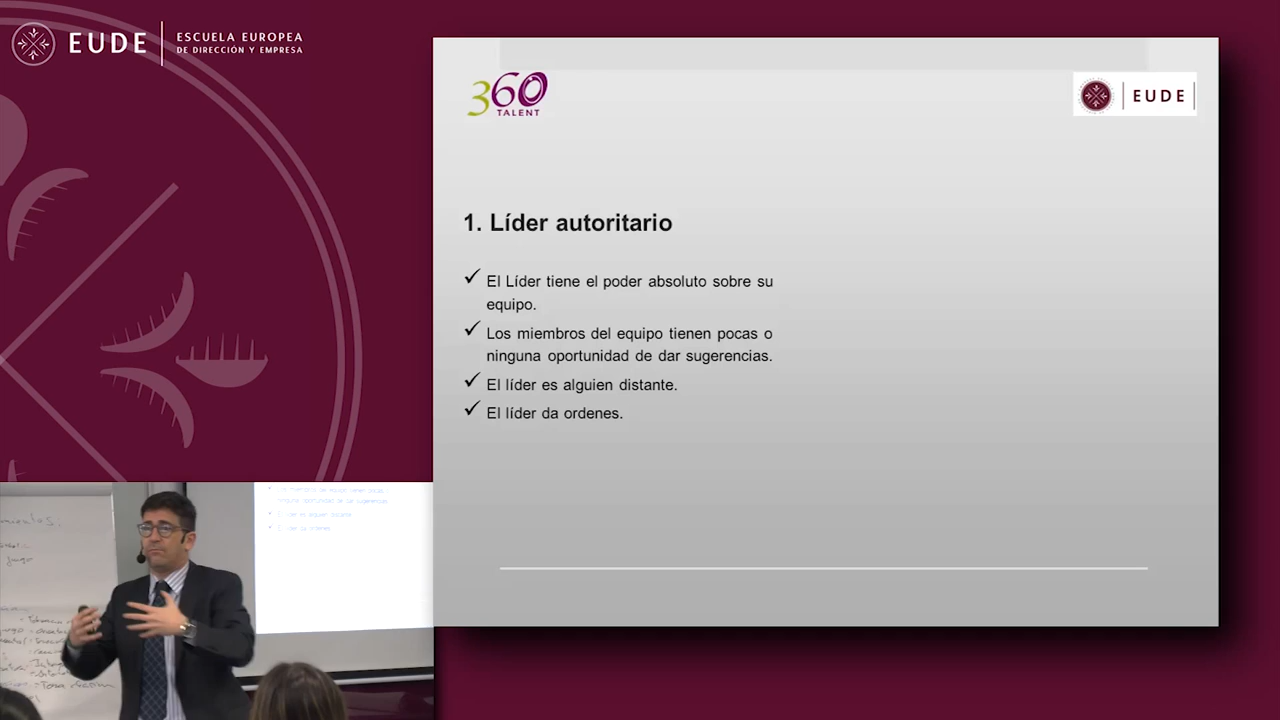 EUDE
ESCUELA EUROPEA
DE DIRECCIÓN Y EMPRESA
360
TALENT
EUDE
1. Líder autoritario
El Líder tiene el poder absoluto sobre su
equipo.
Los miembros del equipo tienen pocas o
ninguna oportunidad de dar sugerencias.
El líder es alguien distante.
El líder da ordenes.